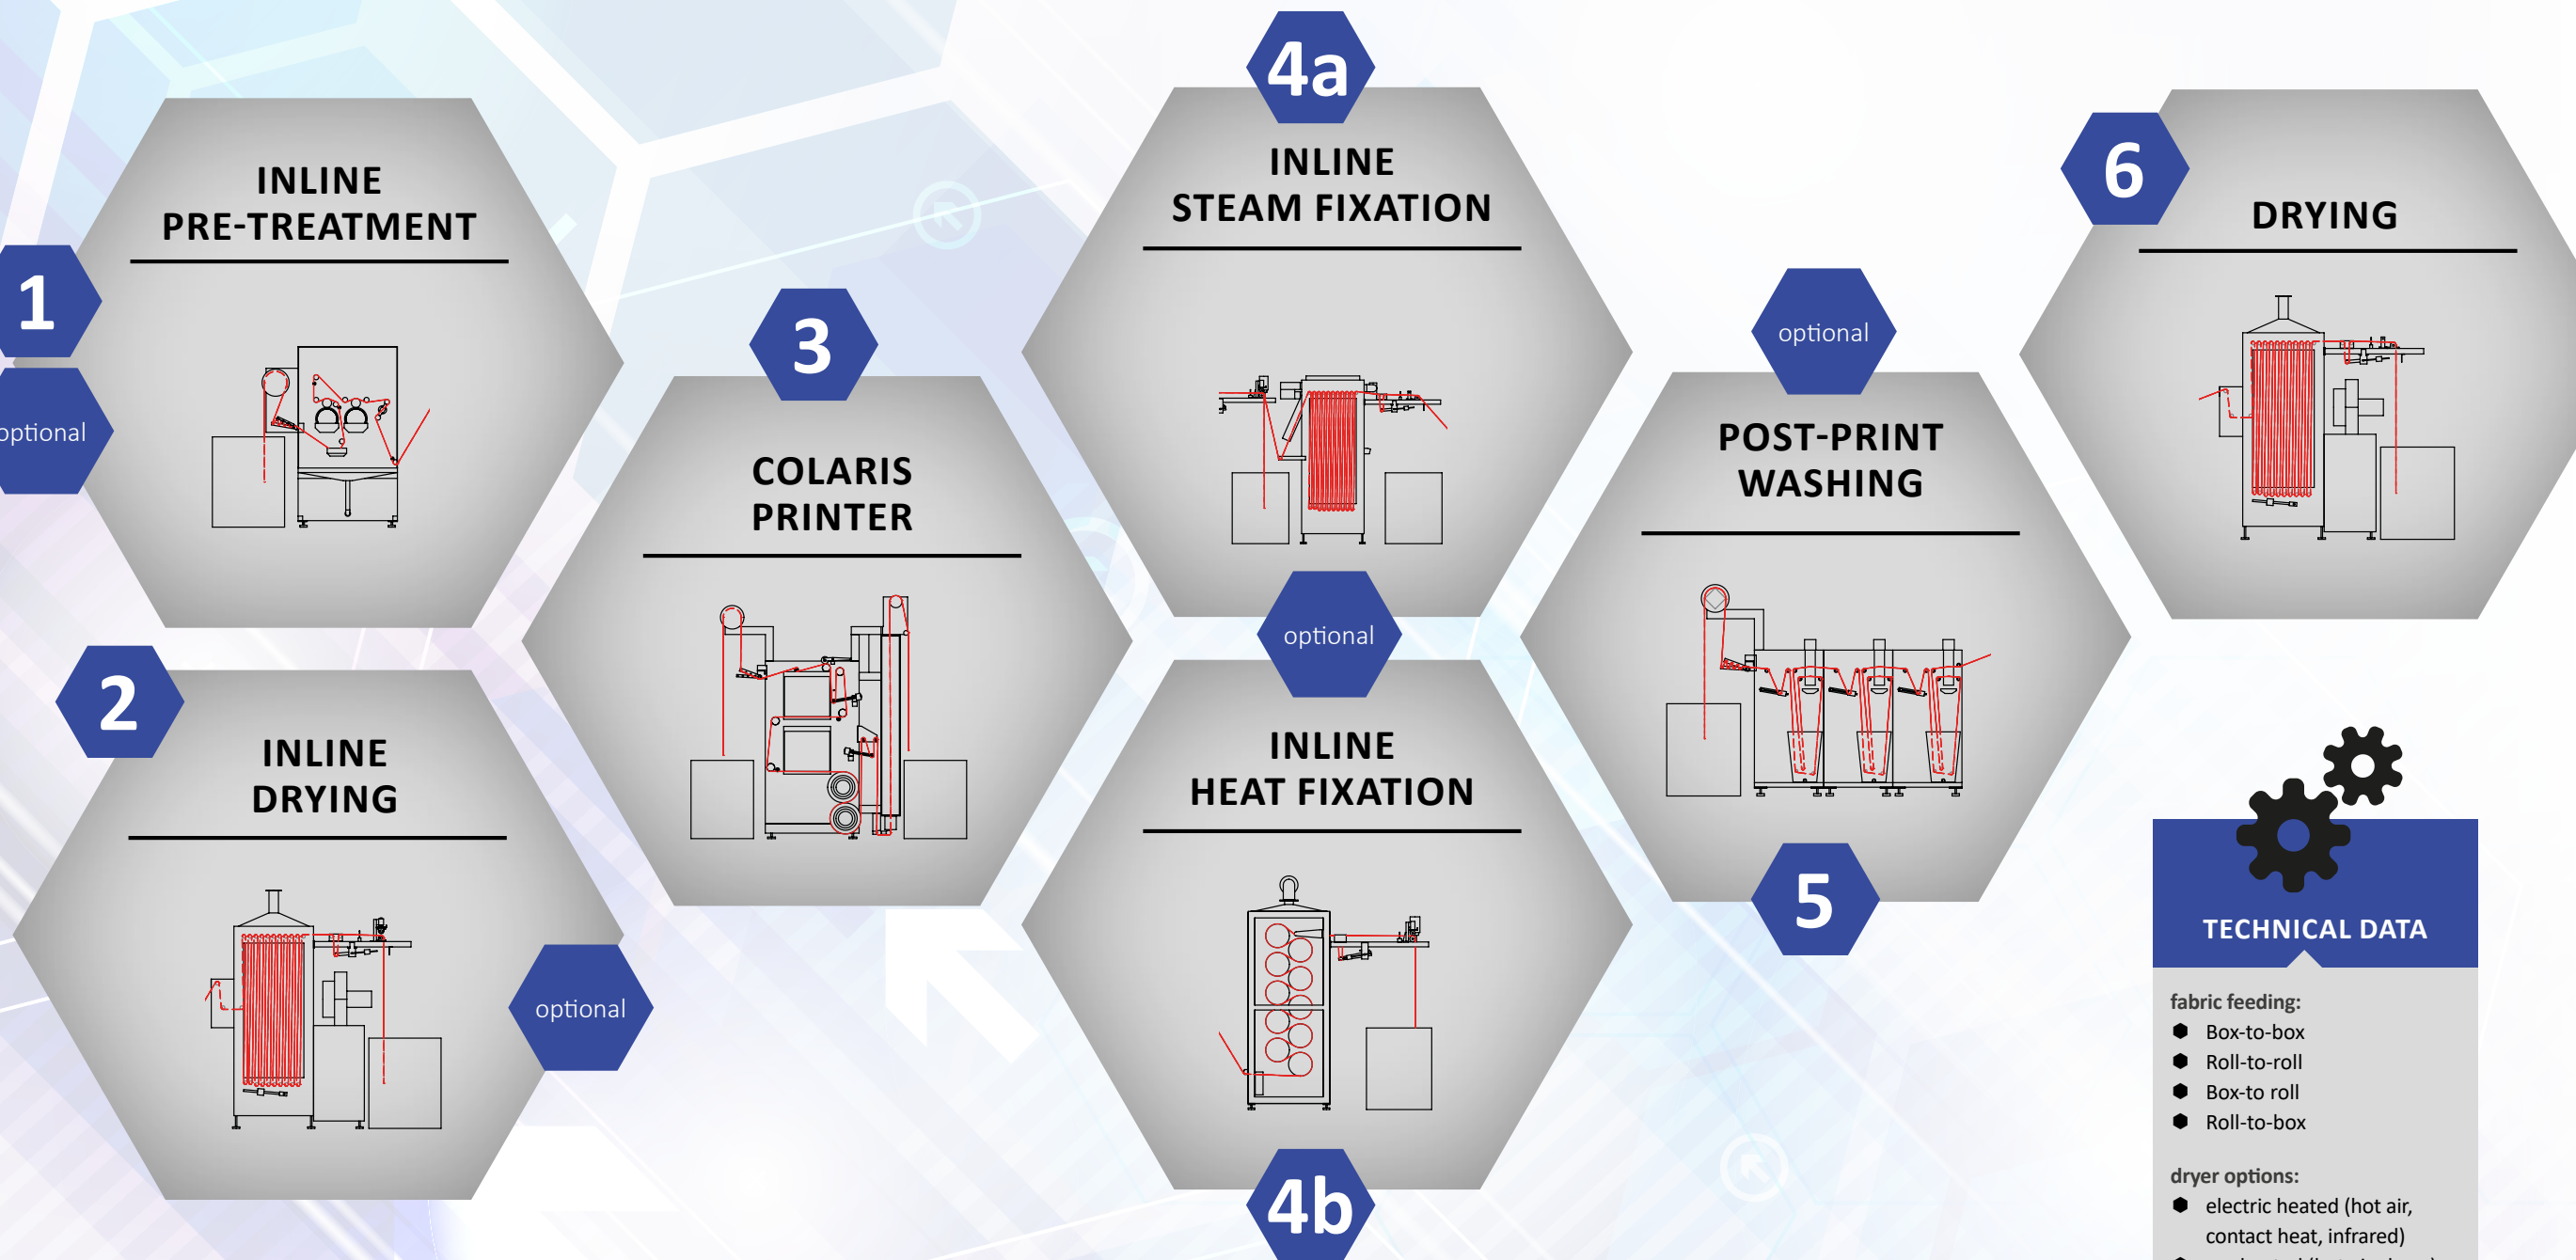 1
optional
INLINE
PRE-TREATMENT
2
INLINE
DRYING
optional
3
COLARIS
PRINTER
4a
INLINE
STEAM FIXATION
optional
INLINE
HEAT FIXATION
4b
optional
POST-PRINT
WASHING
5
6
DRYING
TECHNICAL DATA
fabric feeding:
Box-to-box
Roll-to-roll
Box-to roll
Roll-to-box
dryer options:
electric heated (hot air,
contact heat, infrared)